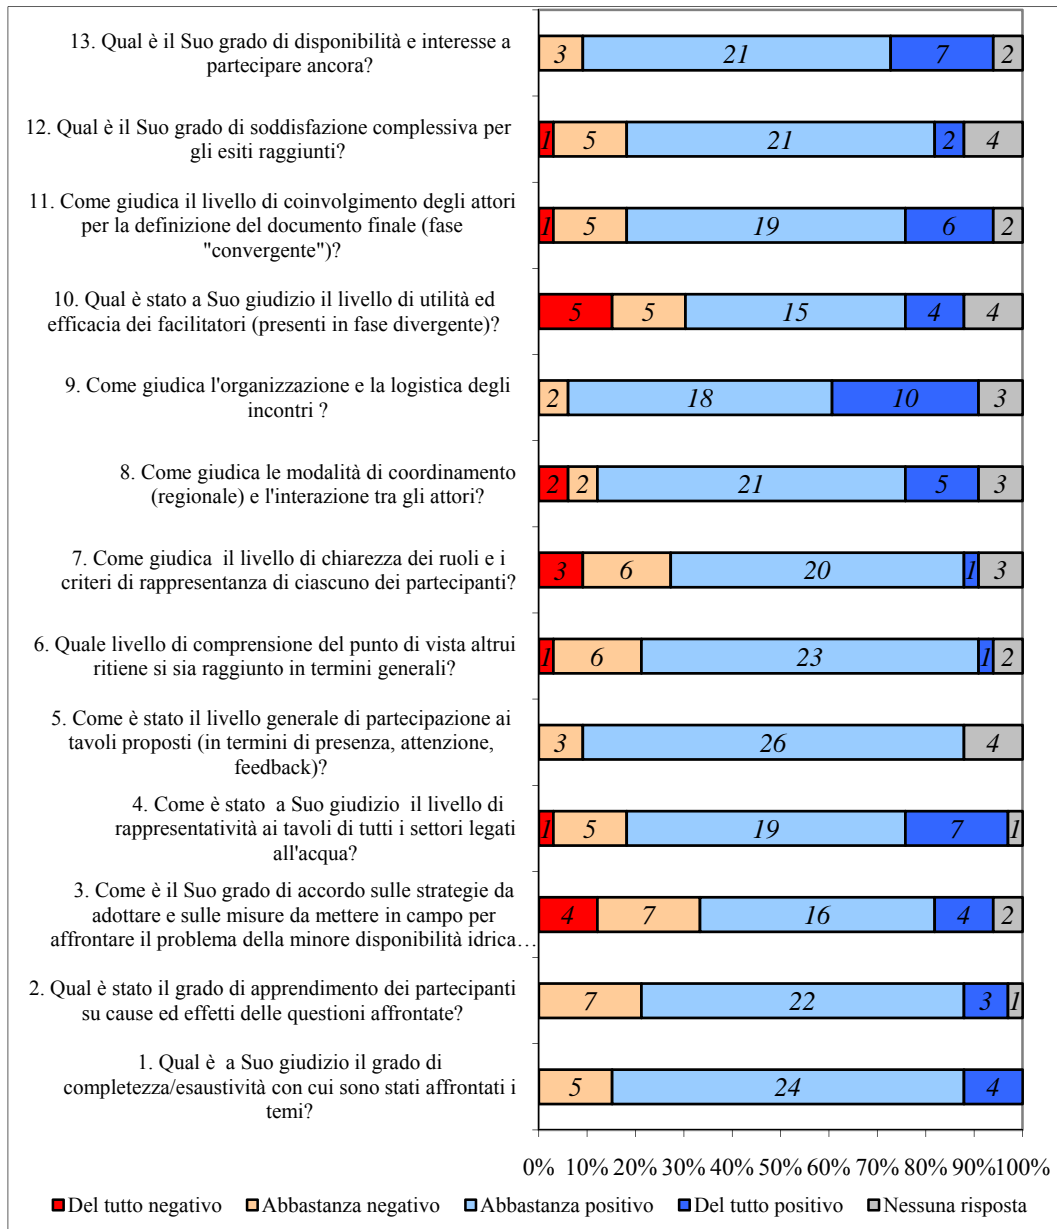 13. Qual è il Suo grado di disponibilità e interesse a
partecipare ancora?
3 21 7 2
12. Qual è il Suo grado di soddisfazione complessiva per
gli esiti raggiunti?
1 5 21 2 4
11. Come giudica il livello di coinvolgimento degli attori
per la definizione del documento finale (fase
"convergente")?
1 5 19 6 2
10. Qual è stato a Suo giudizio il livello di utilità ed
efficacia dei facilitatori (presenti in fase divergente)?
5 5 15 4 4
9. Come giudica l'organizzazione e la logistica degli
incontri ?
2 18 10 3
8. Come giudica le modalità di coordinamento
(regionale) e l'interazione tra gli attori?
2 2 21 5 3
7. Come giudica  il livello di chiarezza dei ruoli e i
criteri di rappresentanza di ciascuno dei partecipanti?
3 6 20 1 3
6. Quale livello di comprensione del punto di vista altrui
ritiene si sia raggiunto in termini generali?
1 6 23 1 2
5. Come è stato il livello generale di partecipazione ai
tavoli proposti (in termini di presenza, attenzione,
feedback)?
3 26 4
4. Come è stato  a Suo giudizio  il livello di
rappresentatività ai tavoli di tutti i settori legati
all'acqua?
1 5 19 7 1
3. Come è il Suo grado di accordo sulle strategie da
adottare e sulle misure da mettere in campo per
affrontare il problema della minore disponibilità idrica…
4 7 16 4 2
2. Qual è stato il grado di apprendimento dei partecipanti
su cause ed effetti delle questioni affrontate?
7 22 3 1
1. Qual è  a Suo giudizio il grado di
completezza/esaustività con cui sono stati affrontati i
temi?
5 24 4
0% 10% 20% 30% 40% 50% 60% 70% 80% 90% 100%
Del tutto negativo Abbastanza negativo Abbastanza positivo Del tutto positivo Nessuna risposta